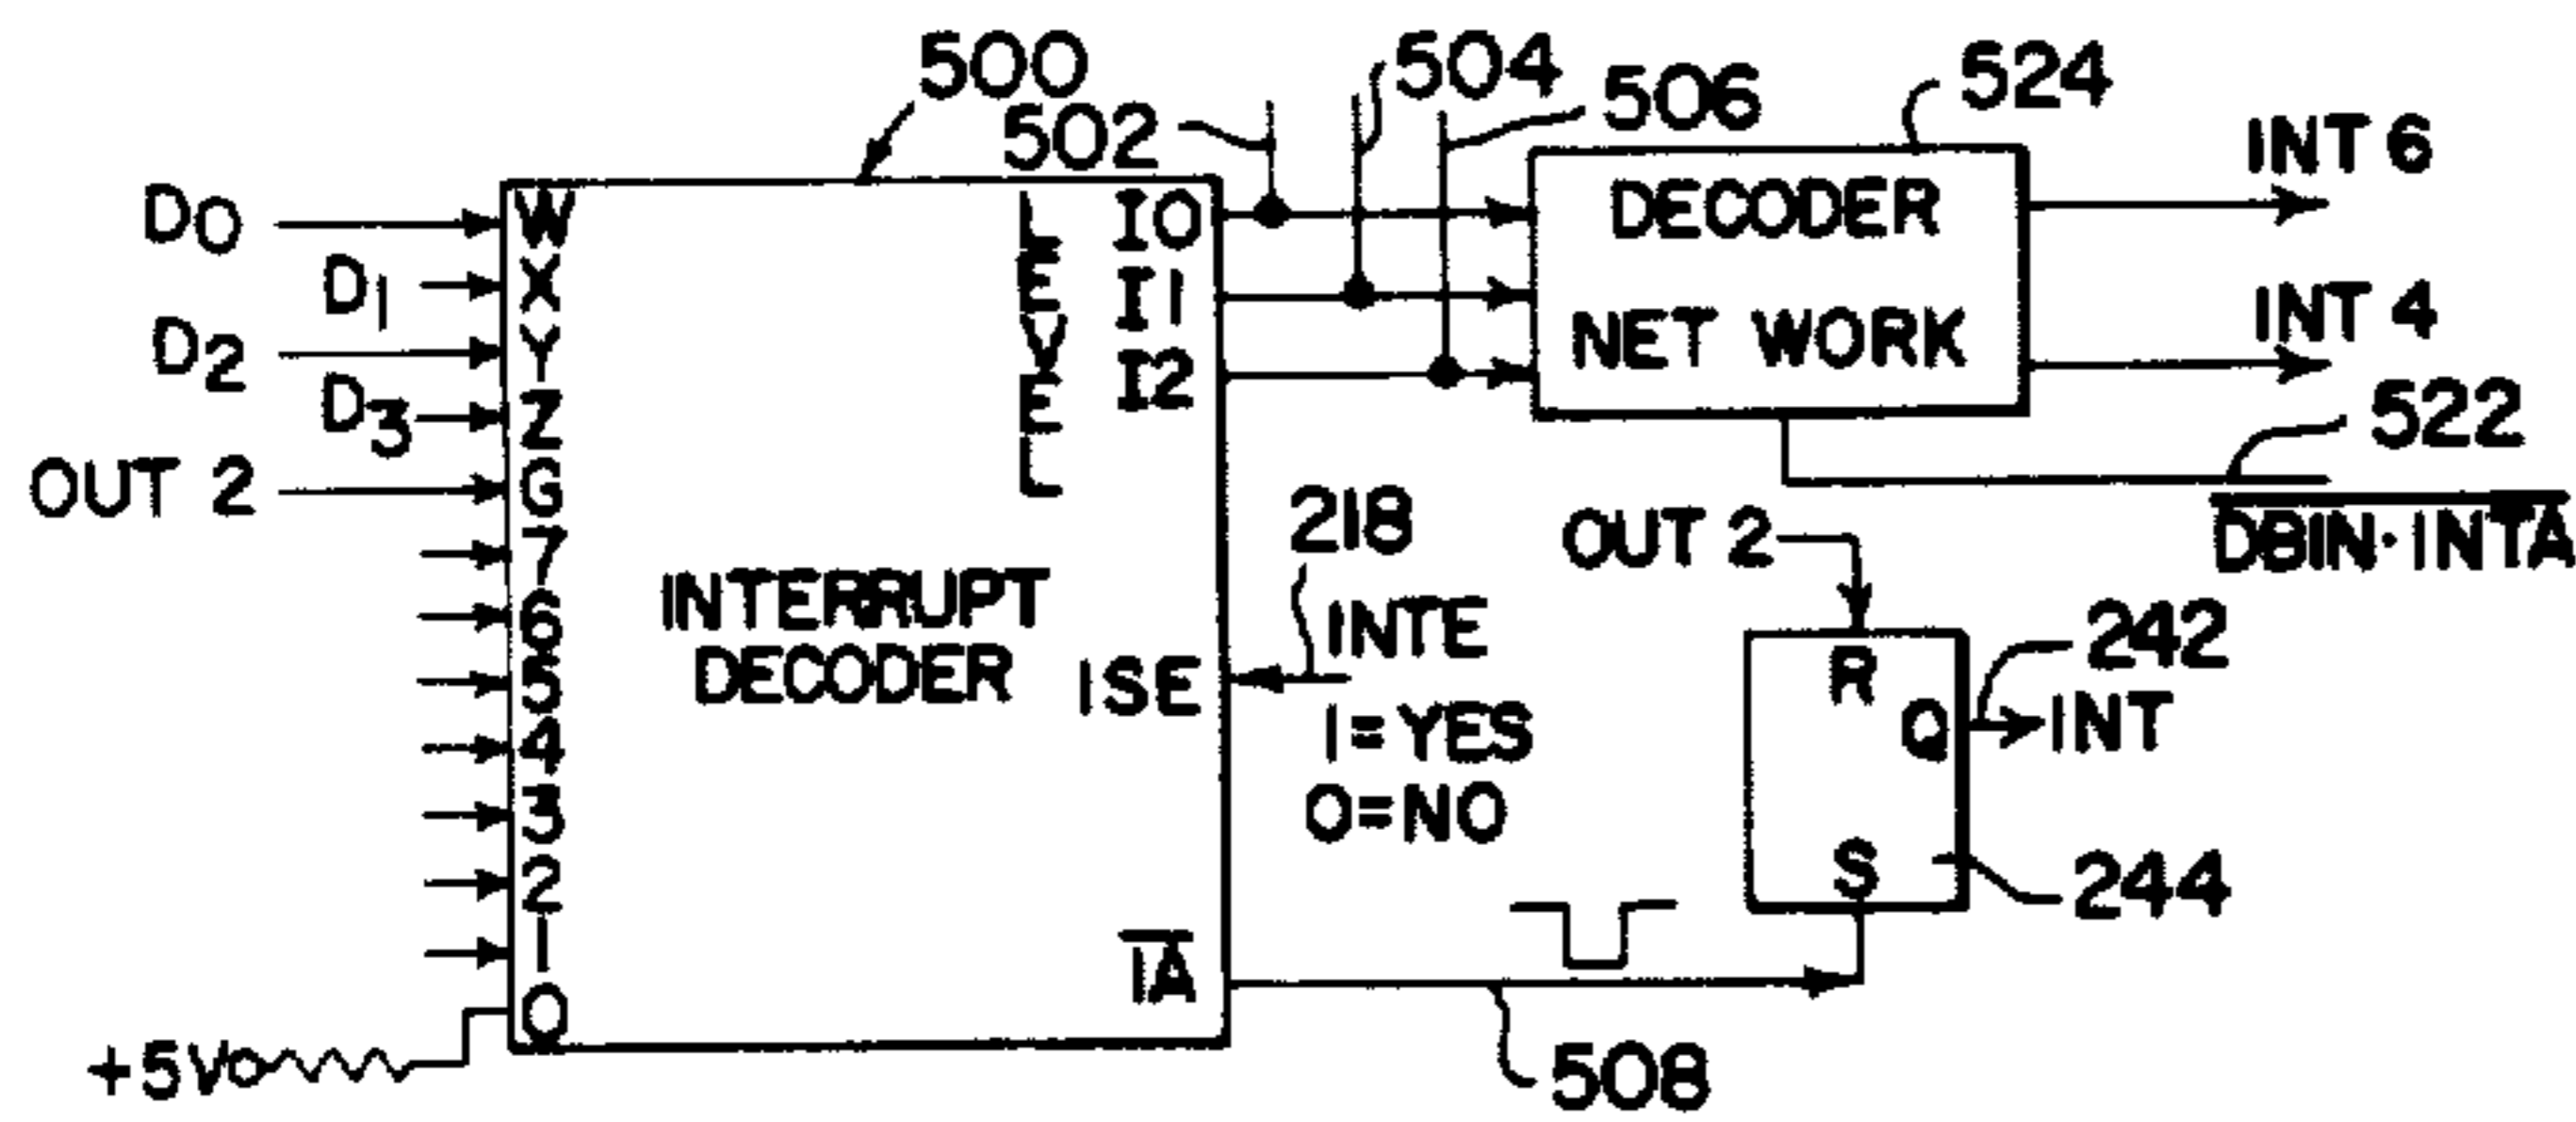 500
502
504
506
524
D0
D1
D2
D3
OUT 2
W
X
Y
Z
G
7
6
5
4
3
2
1
0
+5V
LEVEL
I0
I1
I2
INTERRUPT
DECODER
ISE
IA
218
INTE
1=YES
0=NO
508
DECODER
NET WORK
INT 6
INT 4
522
DBIN·INTA
OUT 2
R
Q
S
242
INT
244